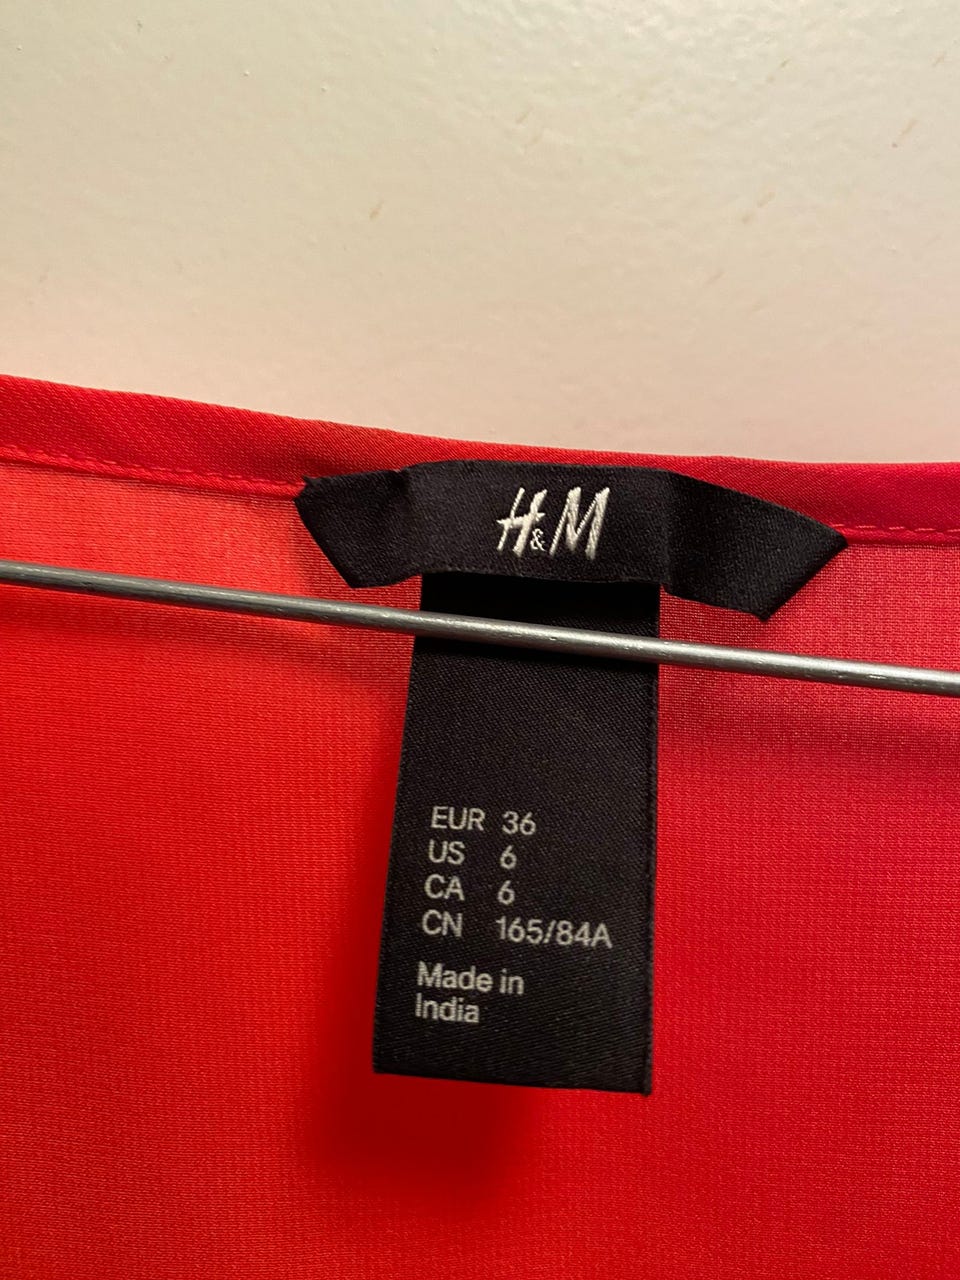 H&M
EUR 36
US 6
CA 6
CN 165/84A
Made in
India